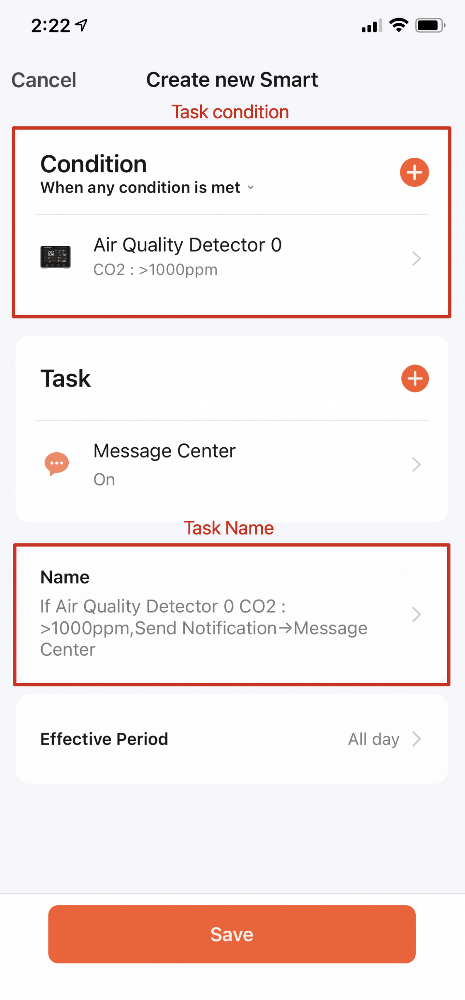 2:22
Cancel
Create new Smart
Task condition
Condition
When any condition is met
Air Quality Detector 0
CO2 : >1000ppm
698
Task
Message Center
On
Task Name
Name
If Air Quality Detector 0 CO2 :
>1000ppm,Send Notification→Message
Center
Effective Period
All day
Save